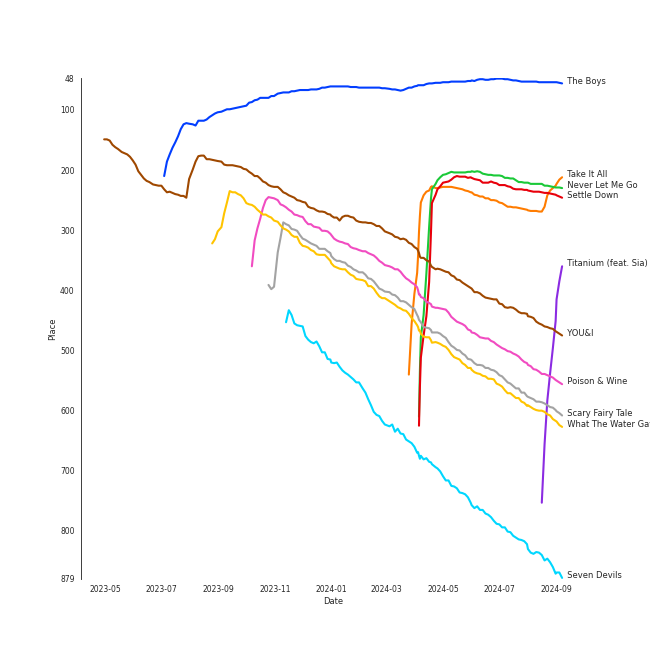 48
100
200
300
400
500
600
700
800
879
Place
2023-05 2023-07 2023-09 2023-11 2024-01 2024-03 2024-05 2024-07 2024-09
Date
The Boys
Take It All
Never Let Me Go
Settle Down
Titanium (feat. Sia)
YOU&I
Poison & Wine
Scary Fairy Tale
What The Water Ga
Seven Devils